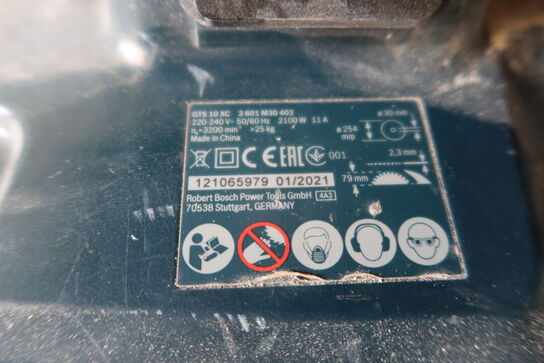 GTS 10 XC 3 601 M30 402
220-240 V~ 50/60 Hz 2100 W 11 A
n₀=3200 min⁻¹ >25 kg
Made in China
ø 30 mm
ø 254 mm
2,3 mm
79 mm
CE EAC 001
121065979 01/2021
Robert Bosch Power Tools GmbH 4A3
70538 Stuttgart, GERMANY